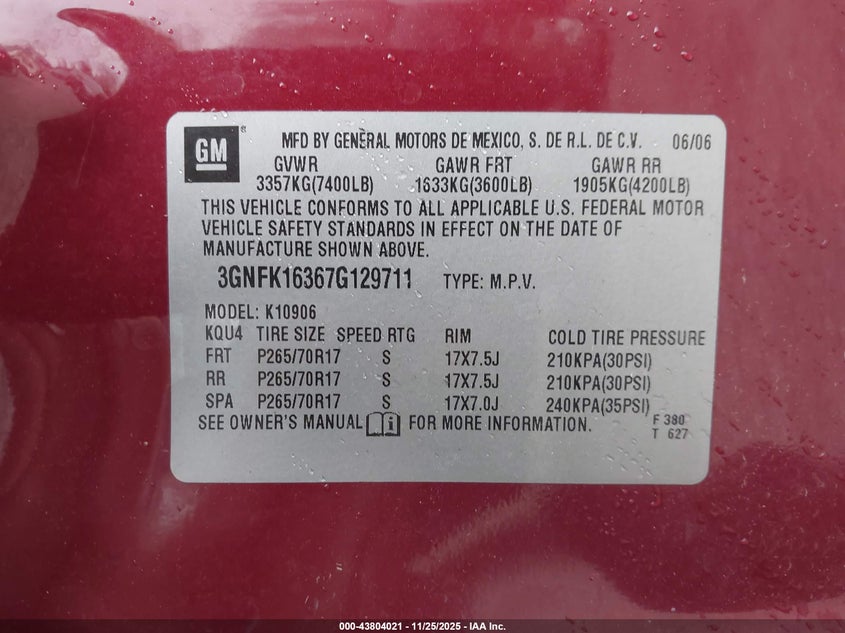 GM
MFD BY GENERAL MOTORS DE MEXICO, S. DE R.L. DE C.V. 06/06
GVWR GAWR FRT GAWR RR
3357KG(7400LB) 1633KG(3600LB) 1905KG(4200LB)
THIS VEHICLE CONFORMS TO ALL APPLICABLE U.S. FEDERAL MOTOR
VEHICLE SAFETY STANDARDS IN EFFECT ON THE DATE OF
MANUFACTURE SHOWN ABOVE.
3GNFK16367G129711 TYPE: M.P.V.
MODEL: K10906
KQU4 TIRE SIZE SPEED RTG RIM COLD TIRE PRESSURE
FRT P265/70R17 S 17X7.5J 210KPA(30PSI)
RR P265/70R17 S 17X7.5J 210KPA(30PSI)
SPA P265/70R17 S 17X7.0J 240KPA(35PSI)
SEE OWNER'S MANUAL i FOR MORE INFORMATION.
F 380
T 627
000-43804021 - 11/25/2025 - IAA Inc.